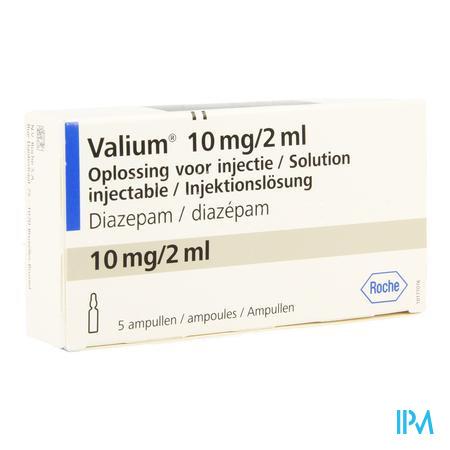 Valium® 10 mg/2 ml
Oplossing voor injectie / Solution
injectable / Injektionslösung
Diazepam / diazépam
10 mg/2 ml
Roche
5 ampullen / ampoules / Ampullen
IPM